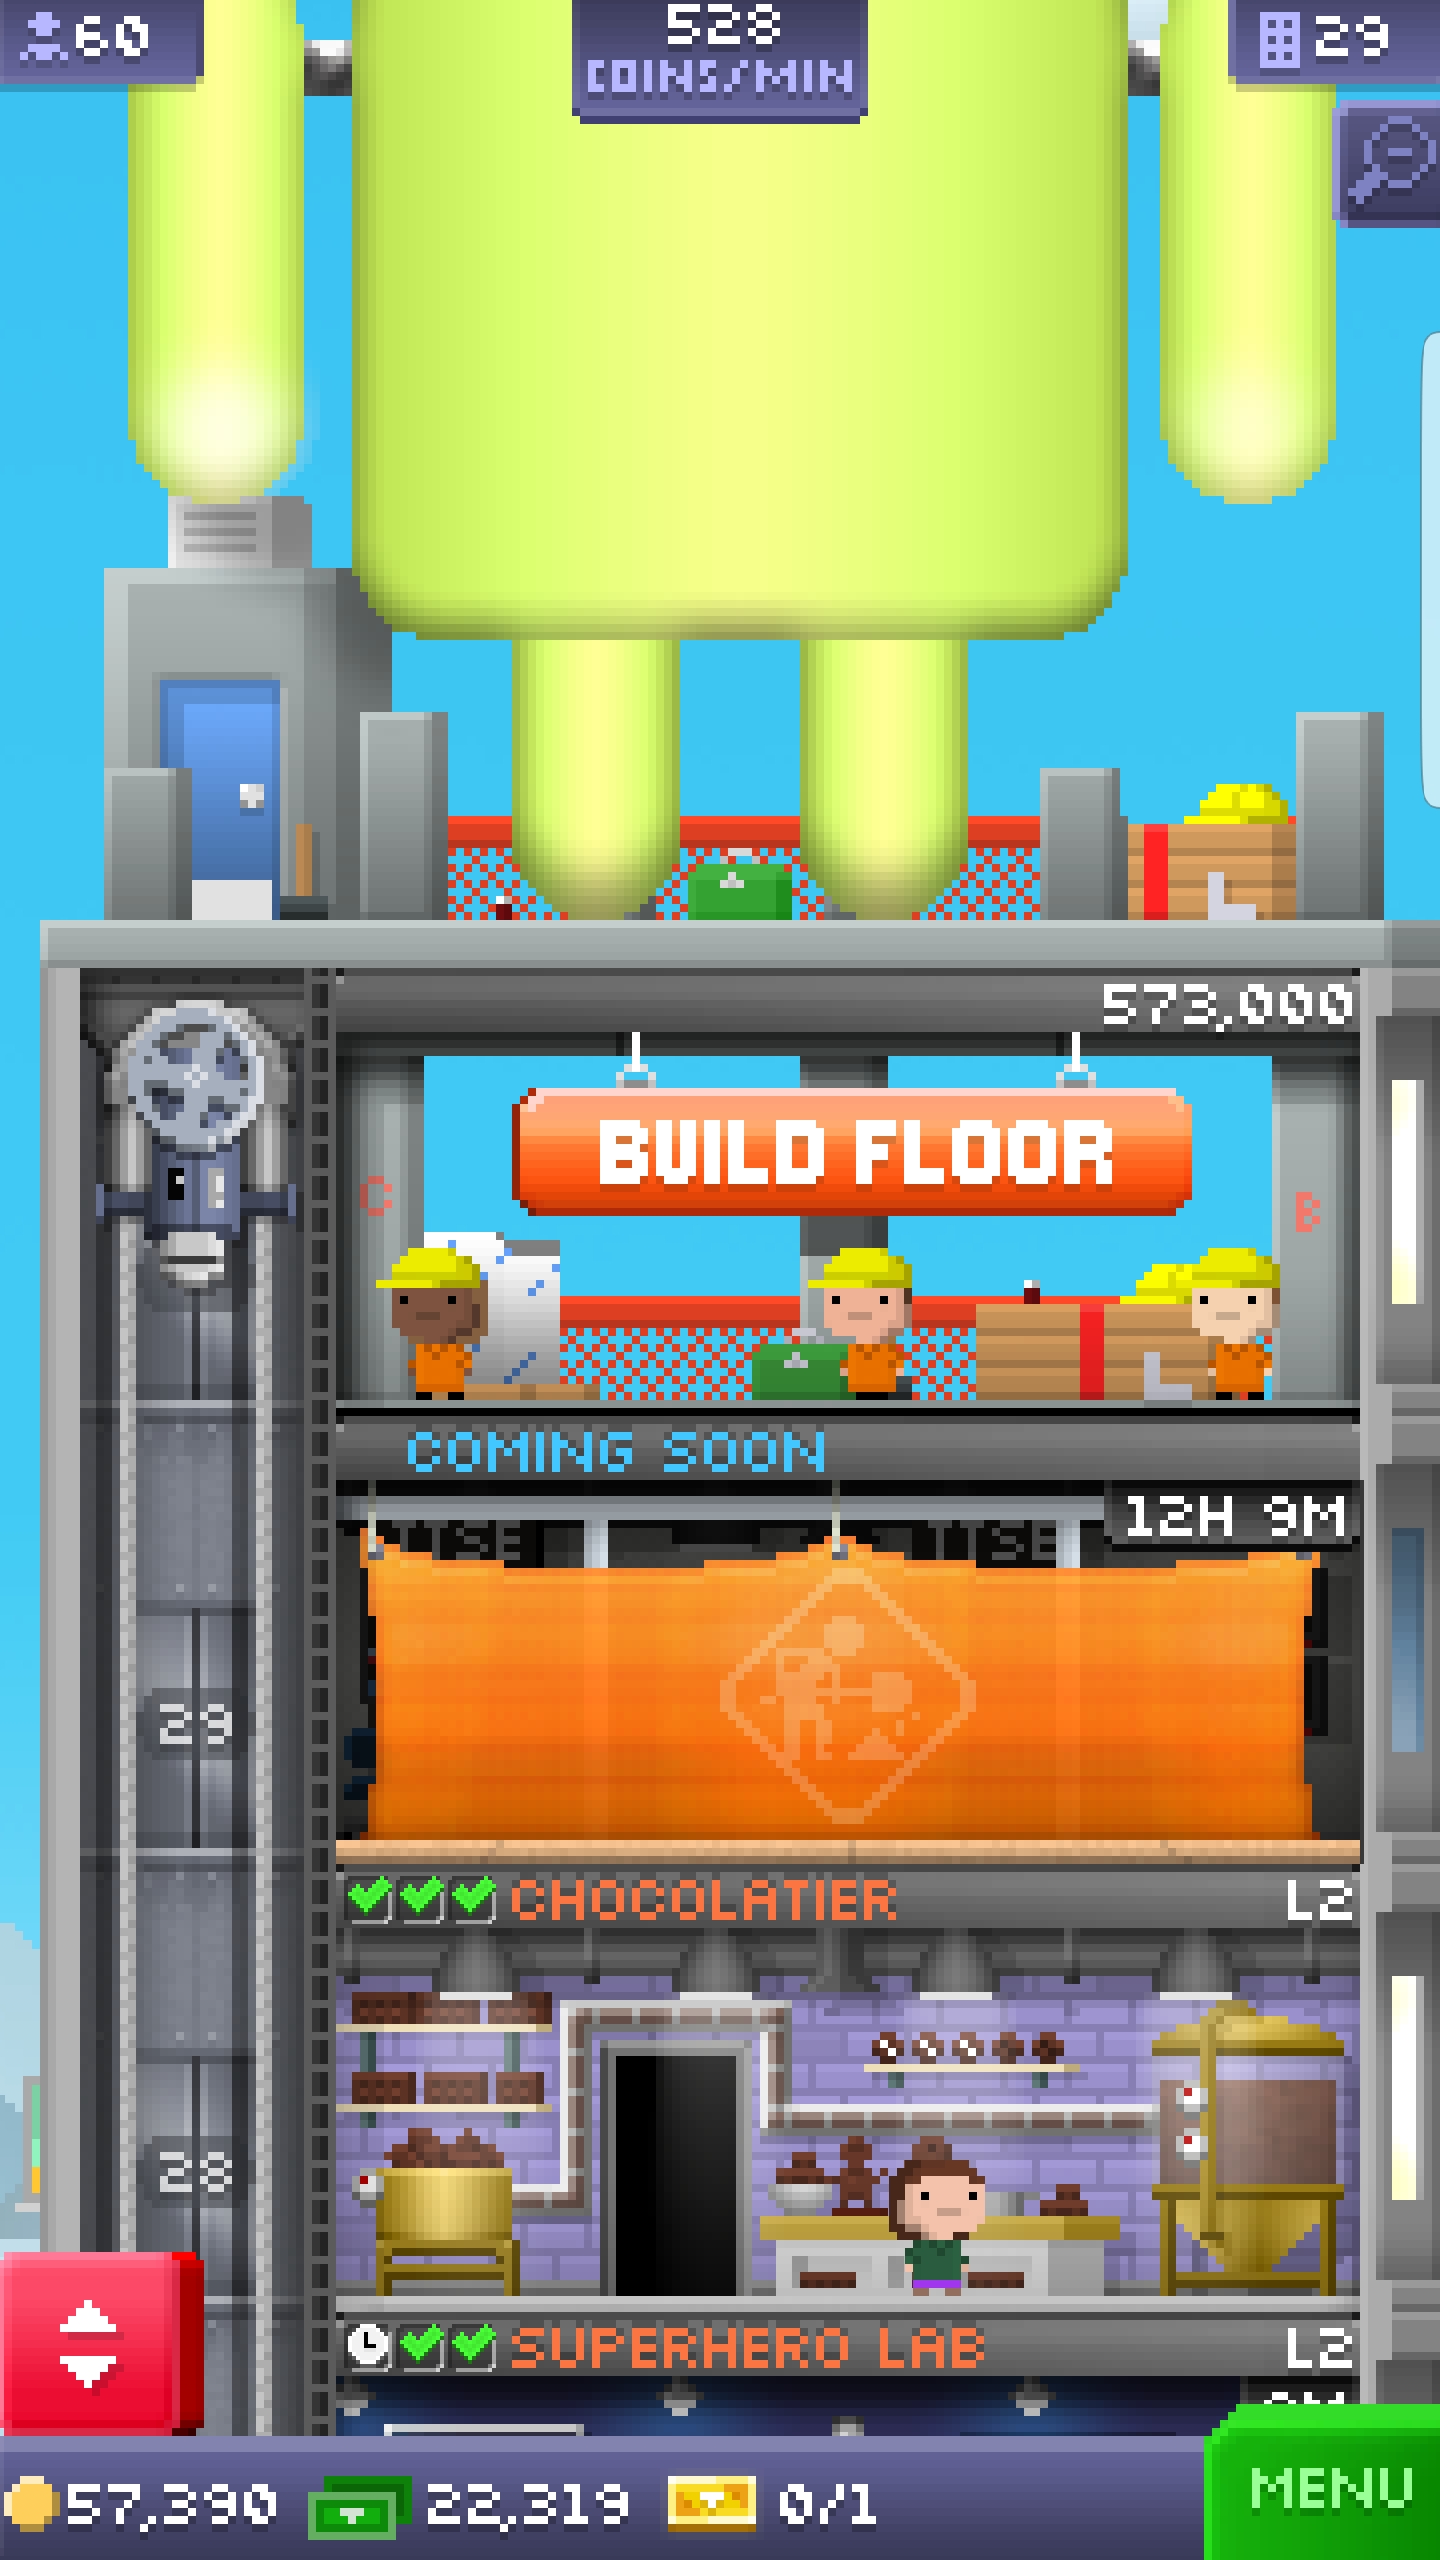 60
528
COINS/MIN
29
573,000
C
BUILD FLOOR
B
COMING SOON
12H 9M
29
CHOCOLATIER L2
28
SUPERHERO LAB L2
57,390 22,319 0/1
MENU